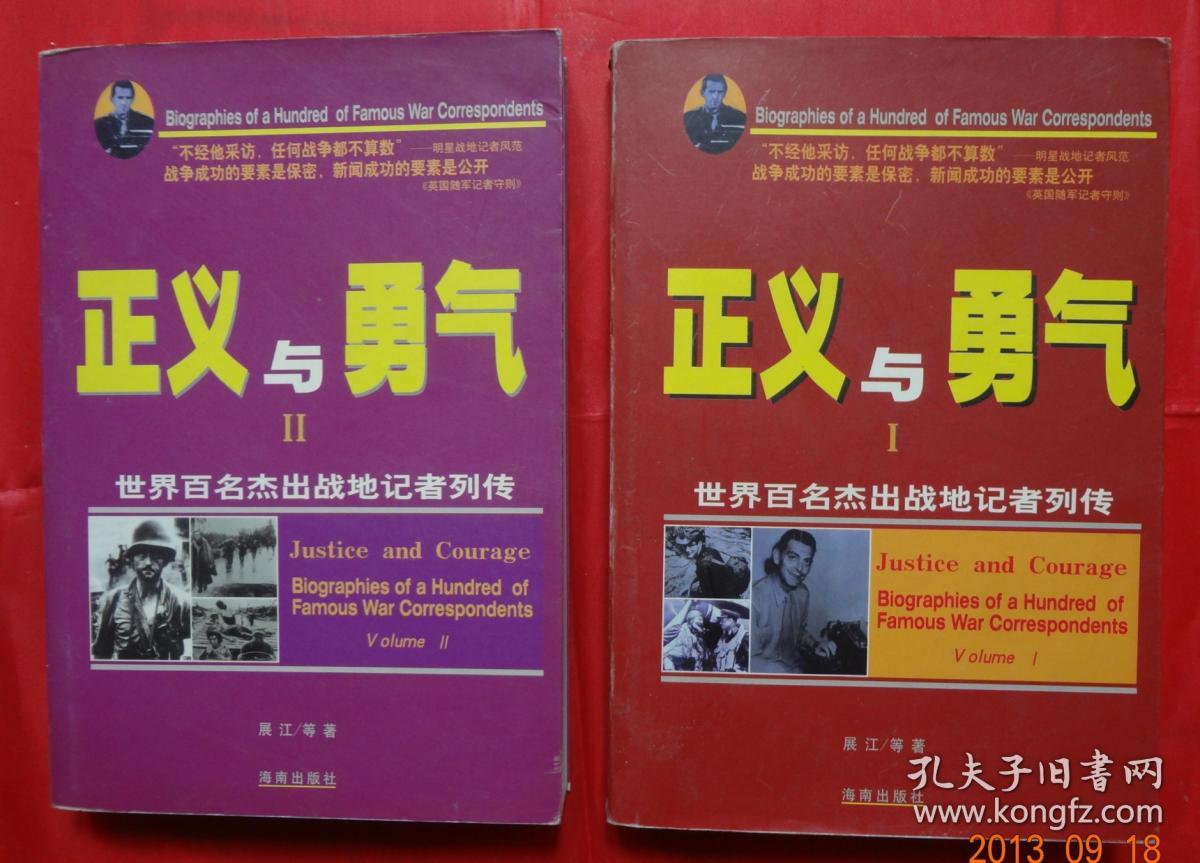 Biographies of a Hundred of Famous War Correspondents
“不经他采访，任何战争都不算数”——明星战地记者风范
战争成功的要素是保密，新闻成功的要素是公开
《英国随军记者守则》
正义与勇气
II
世界百名杰出战地记者列传
Justice and Courage
Biographies of a Hundred of
Famous War Correspondents
Volume II
展江/等著
海南出版社
Biographies of a Hundred of Famous War Correspondents
“不经他采访，任何战争都不算数”——明星战地记者风范
战争成功的要素是保密，新闻成功的要素是公开
《英国随军记者守则》
正义与勇气
I
世界百名杰出战地记者列传
Justice and Courage
Biographies of a Hundred of
Famous War Correspondents
Volume I
展江/等著
海南出版社
孔夫子旧书网
www.kongfz.com
2013 09 18